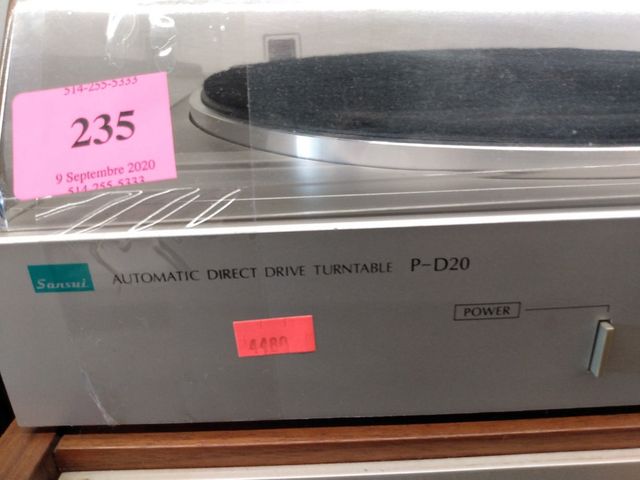 514-255-5333
235
9 Septembre 2020
514-255-5333
Sansui
AUTOMATIC DIRECT DRIVE TURNTABLE P-D20
POWER